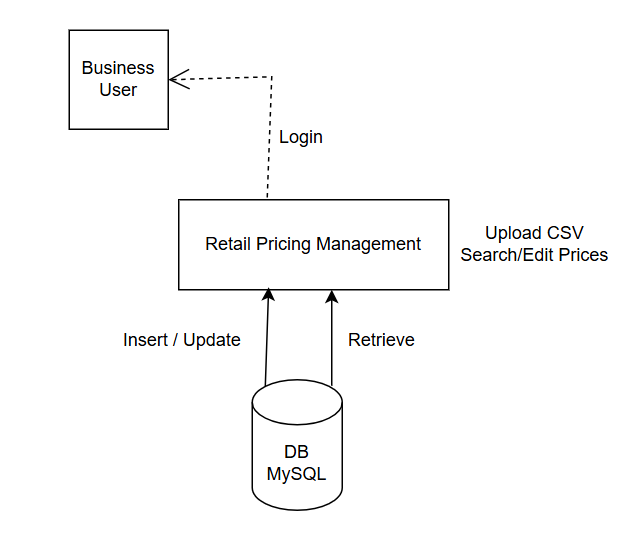 Business
User
Login
Retail Pricing Management
Upload CSV
Search/Edit Prices
Insert / Update
Retrieve
DB
MySQL